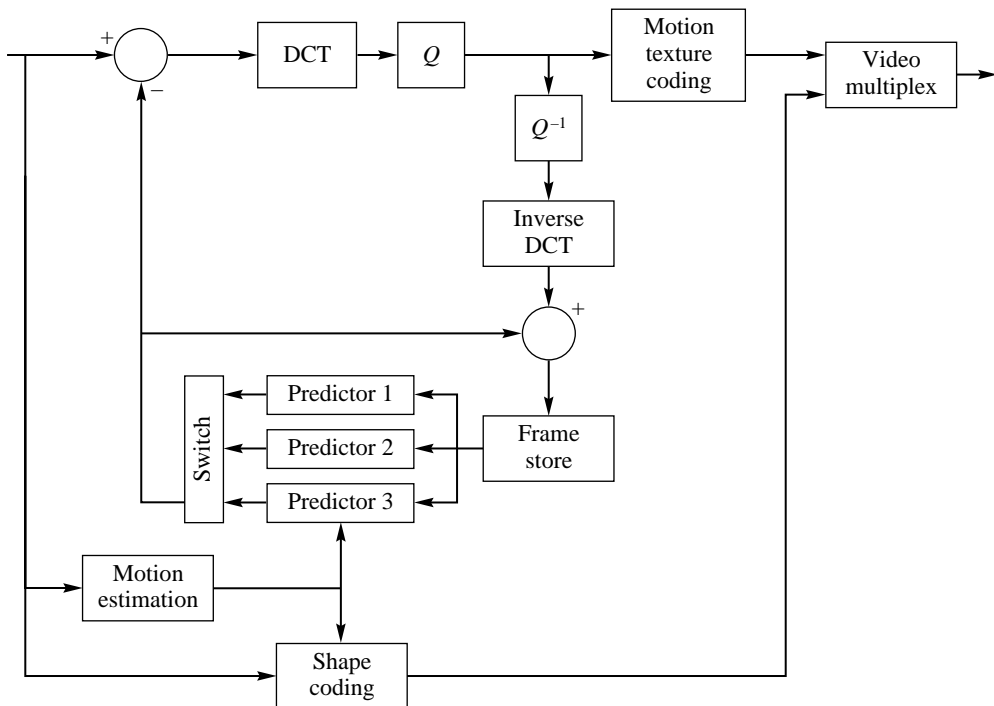 +
−
DCT
Q
Motion
texture
coding
Video
multiplex
Q–1
Inverse
DCT
+
Switch
Predictor 1
Predictor 2
Predictor 3
Frame
store
Motion
estimation
Shape
coding